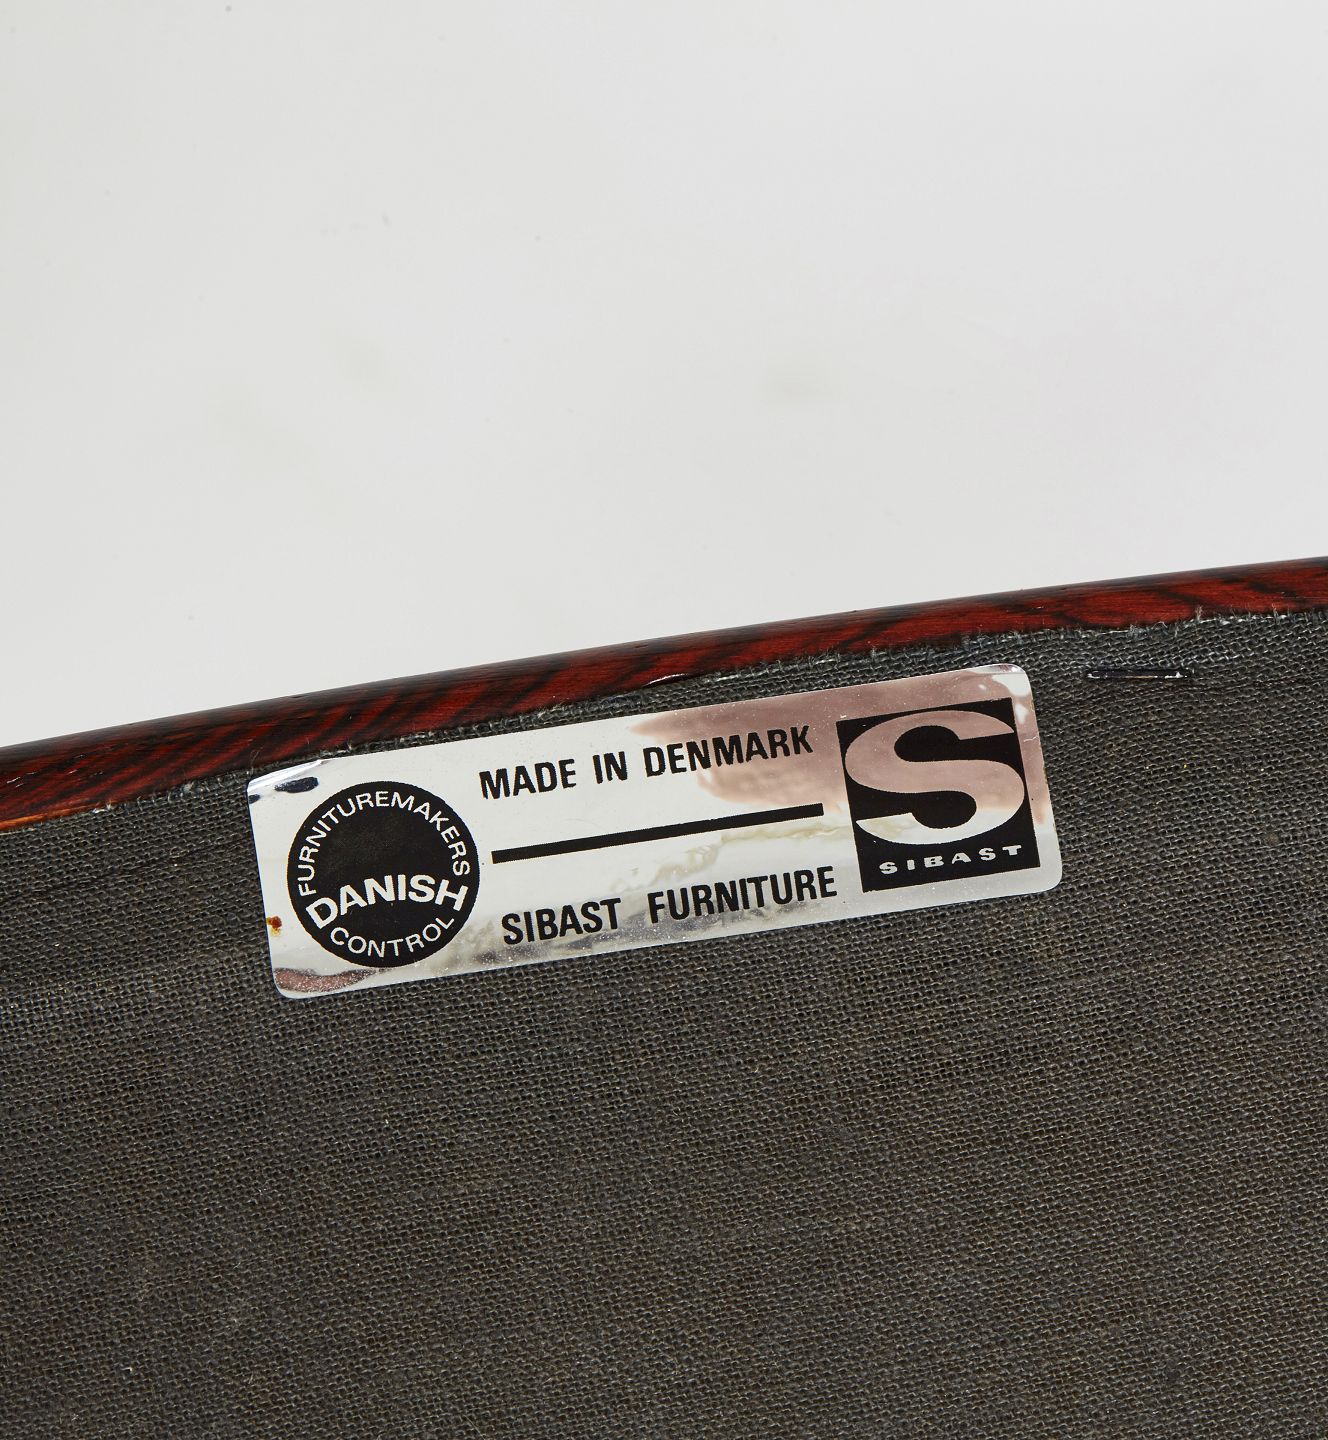 FURNITUREMAKERS
DANISH
CONTROL
MADE IN DENMARK
SIBAST FURNITURE
S
SIBAST